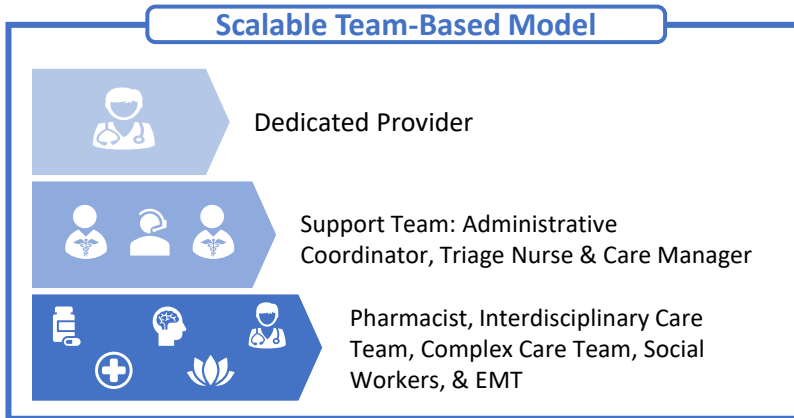 Scalable Team-Based Model
Dedicated Provider
Support Team: Administrative
Coordinator, Triage Nurse & Care Manager
Pharmacist, Interdisciplinary Care
Team, Complex Care Team, Social
Workers, & EMT